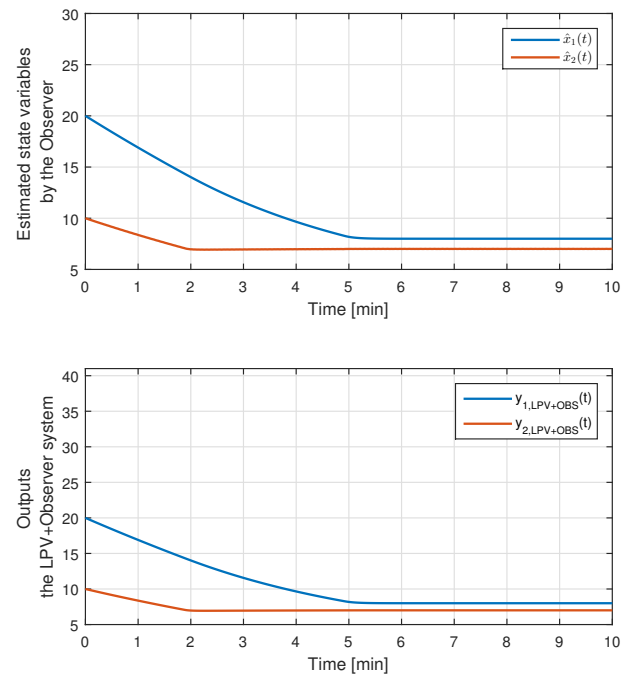 30
25
20
15
10
5
Estimated state variables
by the Observer
x̂₁(t)
x̂₂(t)
0 1 2 3 4 5 6 7 8 9 10
Time [min]
40
35
30
25
20
15
10
5
Outputs
the LPV+Observer system
y₁,LPV+OBS(t)
y₂,LPV+OBS(t)
0 1 2 3 4 5 6 7 8 9 10
Time [min]